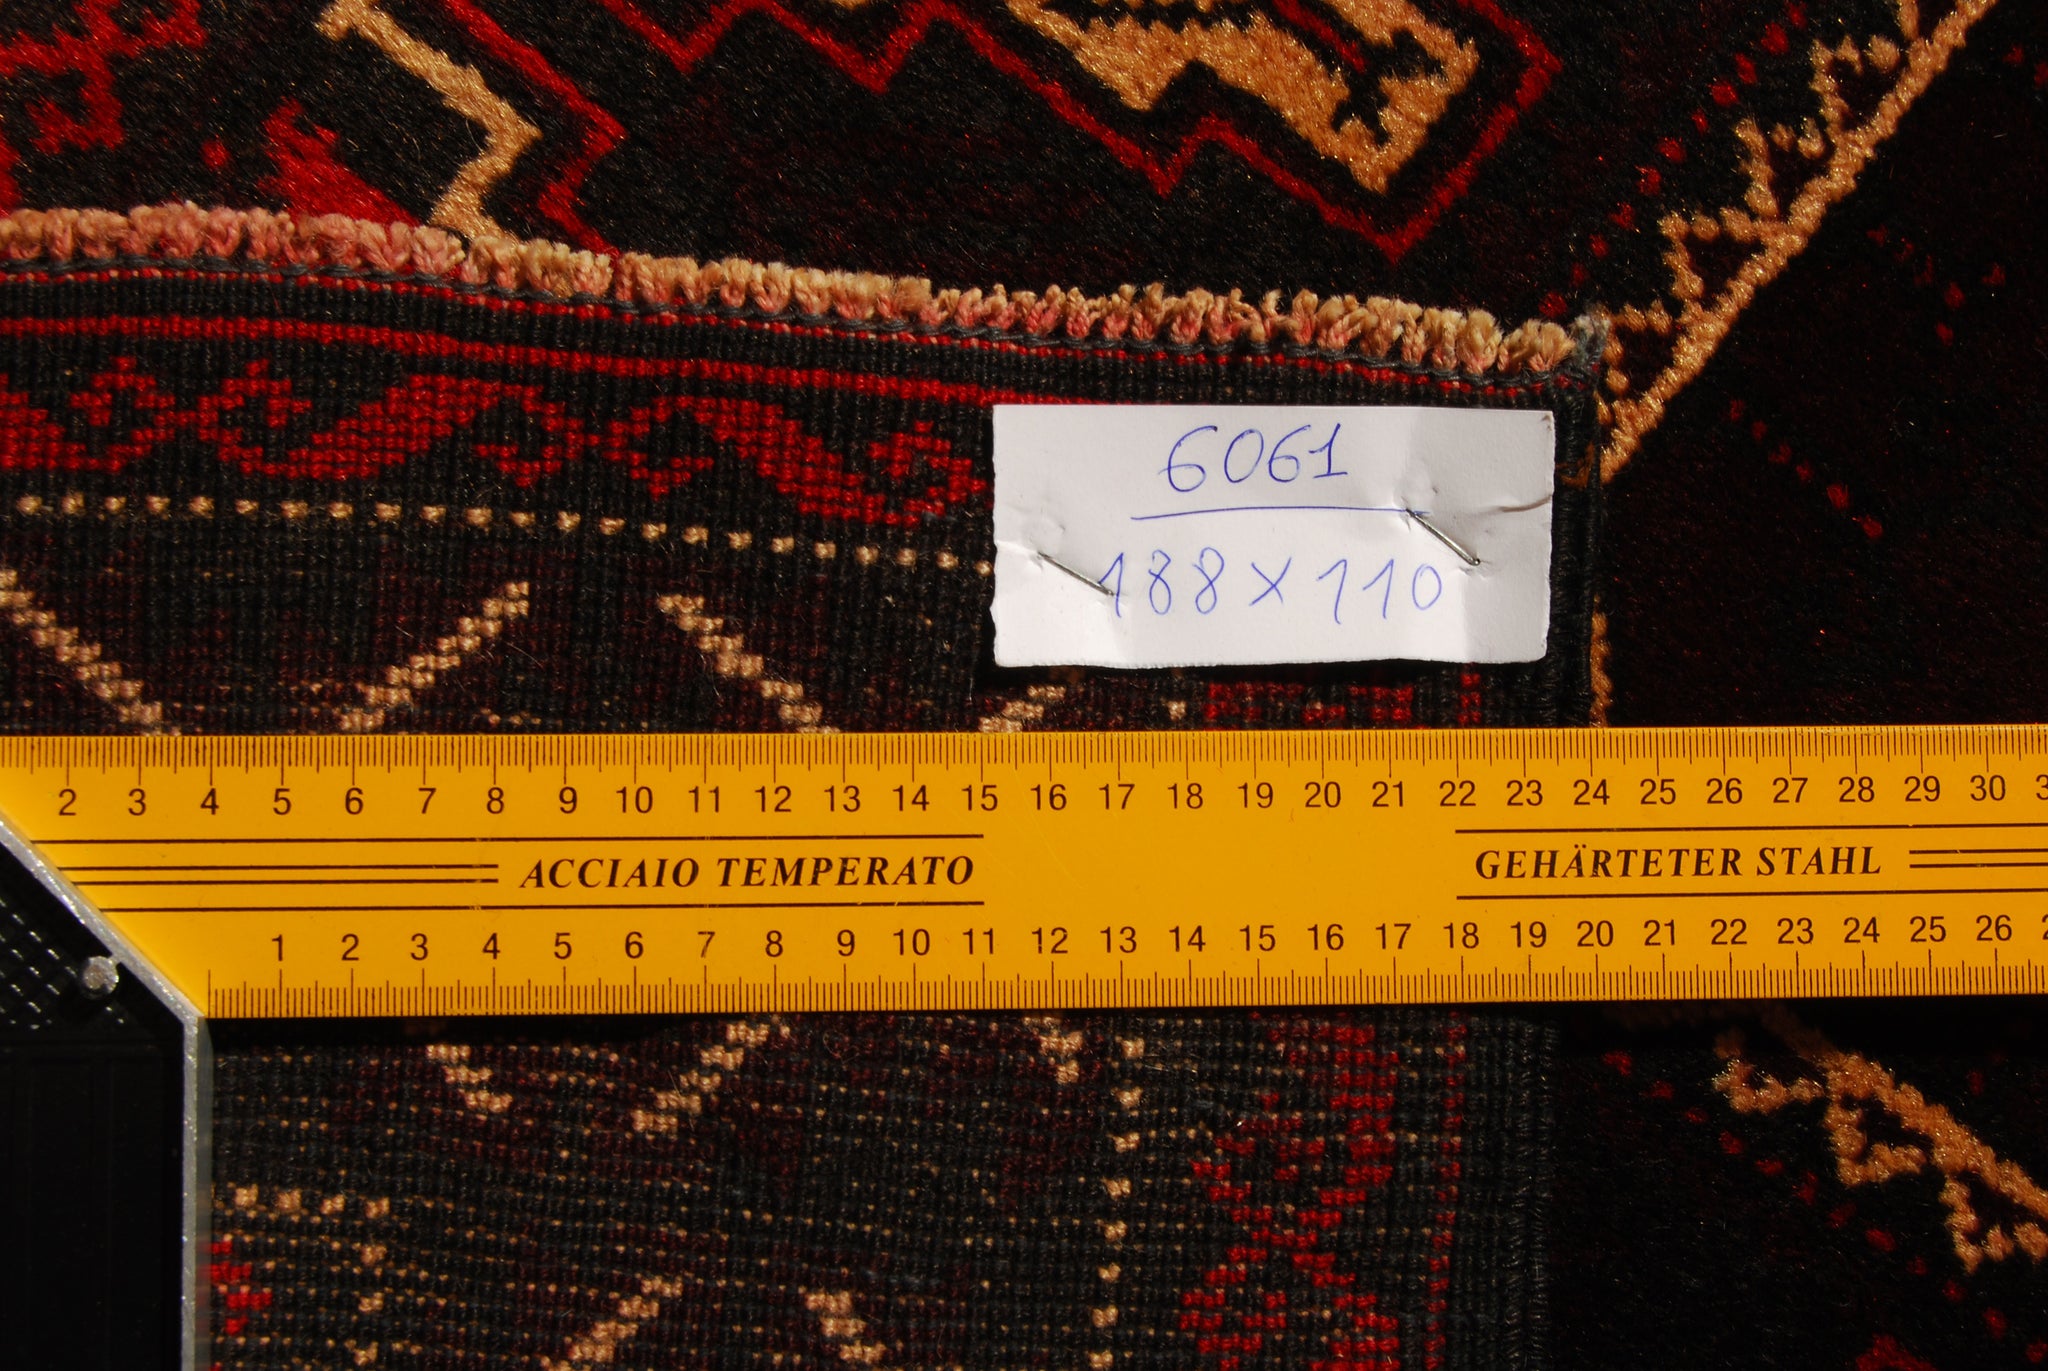 6061
188 x 110
2 3 4 5 6 7 8 9 10 11 12 13 14 15 16 17 18 19 20 21 22 23 24 25 26 27 28 29 30 3
ACCIAIO TEMPERATO
GEHÄRTETER STAHL
1 2 3 4 5 6 7 8 9 10 11 12 13 14 15 16 17 18 19 20 21 22 23 24 25 26 2